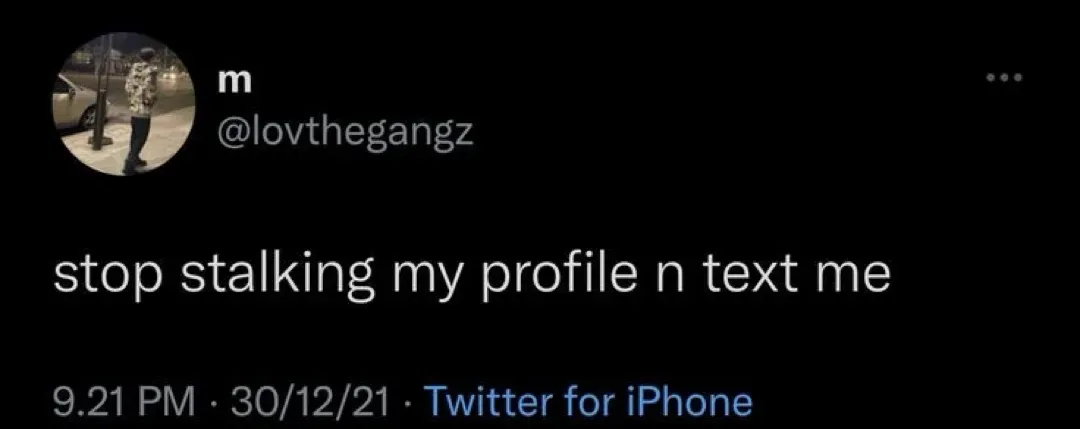 m
@lovthegangz
stop stalking my profile n text me
9.21 PM · 30/12/21 · Twitter for iPhone